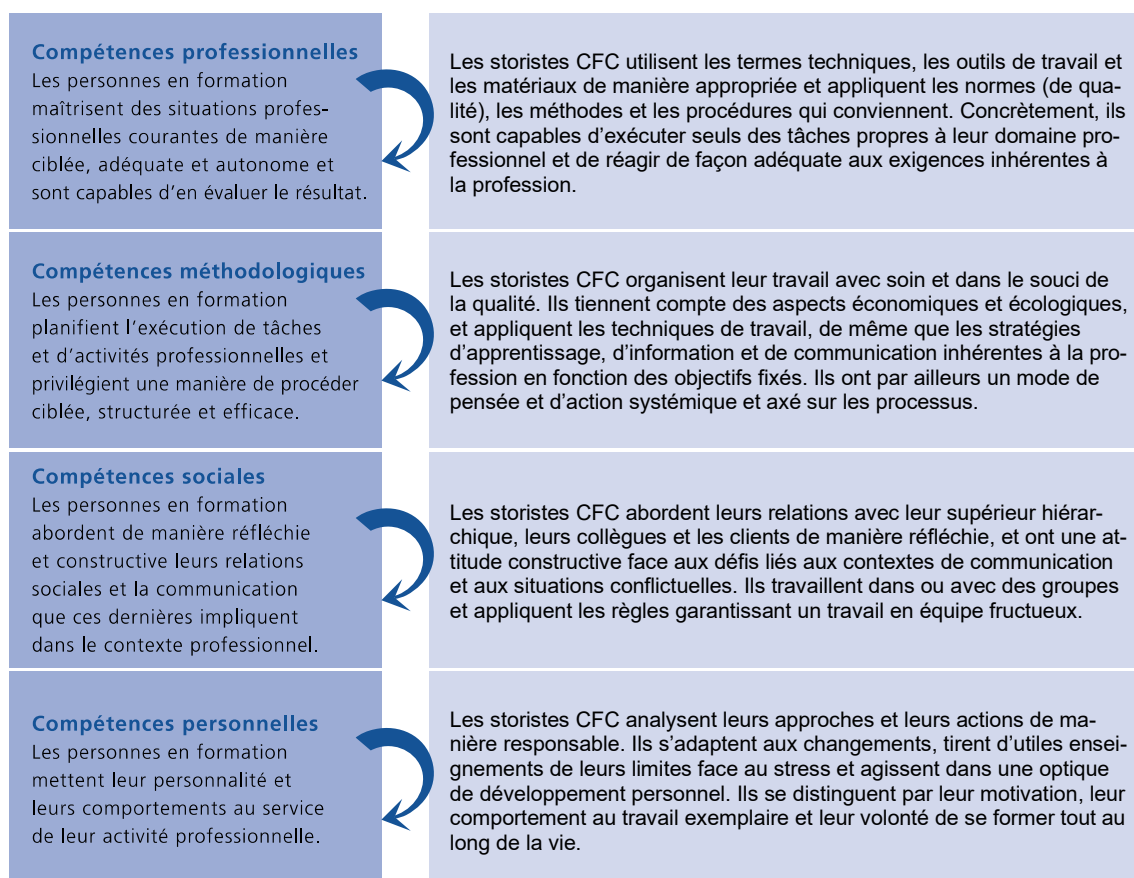 Compétences professionnelles
Les personnes en formation
maîtrisent des situations profes-
sionnelles courantes de manière
ciblée, adéquate et autonome et
sont capables d’en évaluer le résultat.
Les storistes CFC utilisent les termes techniques, les outils de travail et
les matériaux de manière appropriée et appliquent les normes (de qua-
lité), les méthodes et les procédures qui conviennent. Concrètement, ils
sont capables d’exécuter seuls des tâches propres à leur domaine pro-
fessionnel et de réagir de façon adéquate aux exigences inhérentes à
la profession.
Compétences méthodologiques
Les personnes en formation
planifient l’exécution de tâches
et d’activités professionnelles et
privilégient une manière de procéder
ciblée, structurée et efficace.
Les storistes CFC organisent leur travail avec soin et dans le souci de
la qualité. Ils tiennent compte des aspects économiques et écologiques,
et appliquent les techniques de travail, de même que les stratégies
d’apprentissage, d’information et de communication inhérentes à la pro-
fession en fonction des objectifs fixés. Ils ont par ailleurs un mode de
pensée et d’action systémique et axé sur les processus.
Compétences sociales
Les personnes en formation
abordent de manière réfléchie
et constructive leurs relations
sociales et la communication
que ces dernières impliquent
dans le contexte professionnel.
Les storistes CFC abordent leurs relations avec leur supérieur hiérar-
chique, leurs collègues et les clients de manière réfléchie, et ont une at-
titude constructive face aux défis liés aux contextes de communication
et aux situations conflictuelles. Ils travaillent dans ou avec des groupes
et appliquent les règles garantissant un travail en équipe fructueux.
Compétences personnelles
Les personnes en formation
mettent leur personnalité et
leurs comportements au service
de leur activité professionnelle.
Les storistes CFC analysent leurs approches et leurs actions de ma-
nière responsable. Ils s’adaptent aux changements, tirent d’utiles ensei-
gnements de leurs limites face au stress et agissent dans une optique
de développement personnel. Ils se distinguent par leur motivation, leur
comportement au travail exemplaire et leur volonté de se former tout au
long de la vie.